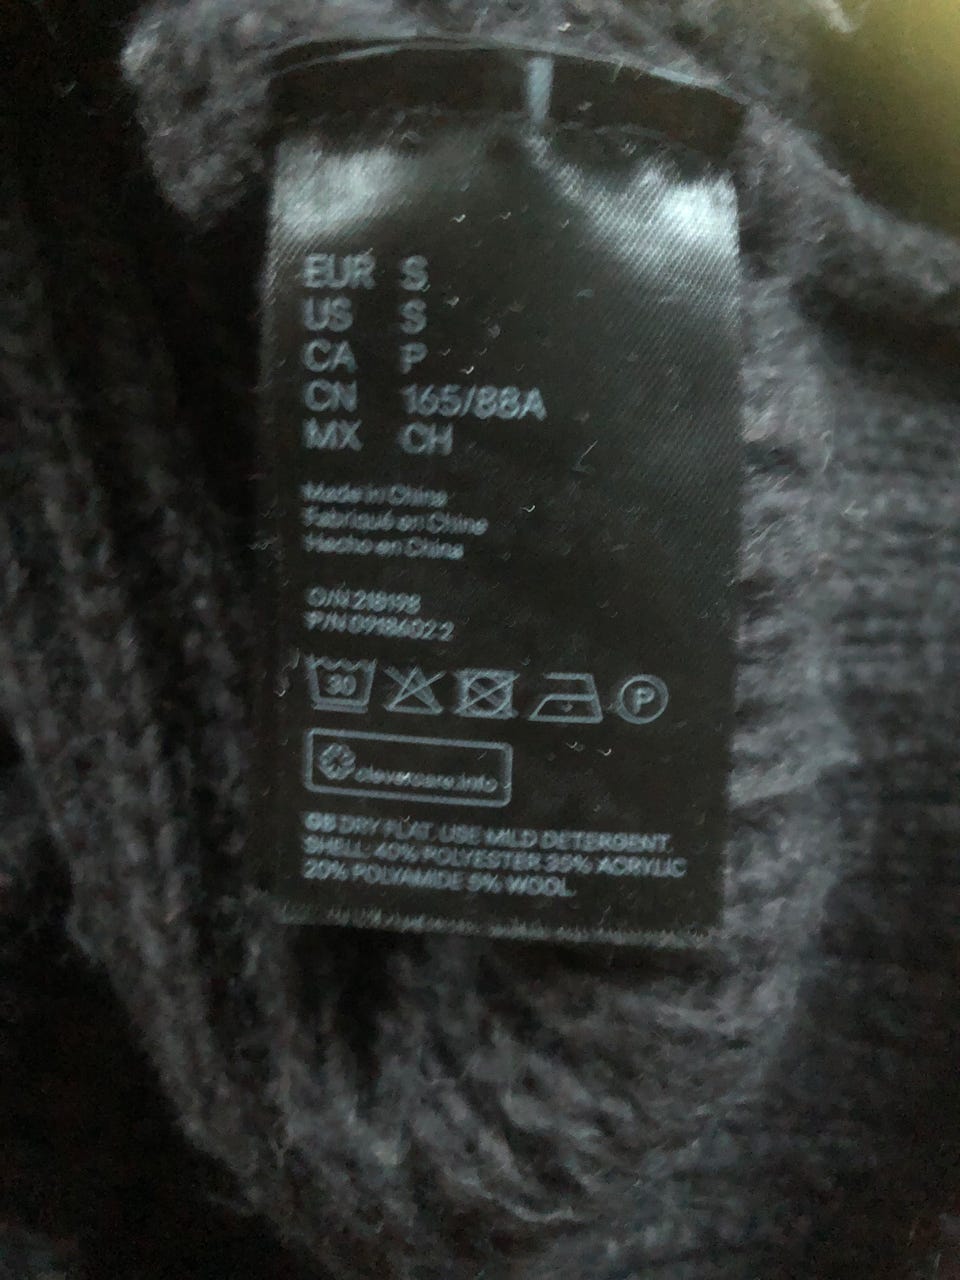 EUR S
US S
CA P
CN 165/88A
MX CH
Made in China
Fabriqué en Chine
Hecho en China
O/N 218198
P/N 0918602 2
30 P
clevercare.info
GB DRY FLAT. USE MILD DETERGENT.
SHELL: 40% POLYESTER 35% ACRYLIC
20% POLYAMIDE 5% WOOL.